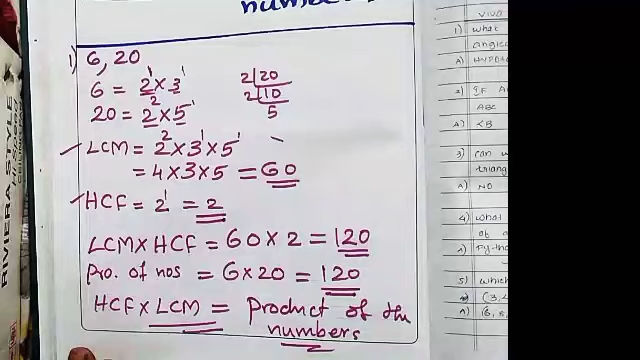 1) 6, 20
6 = 2¹ × 3¹
20 = 2² × 5¹
2 20
2 10
5
LCM = 2² × 3¹ × 5¹
= 4 × 3 × 5 = 60
HCF = 2¹ = 2
LCM × HCF = 60 × 2 = 120
Pro. of nos = 6 × 20 = 120
HCF × LCM = Product of the
numbers
VIVO
1) what
A)
2) IF
ABC
A) <B
3) can
triang
A) NO
4) what
of
A)
5) which
(3,
A) (6, 8,
RIVIERA STYLE